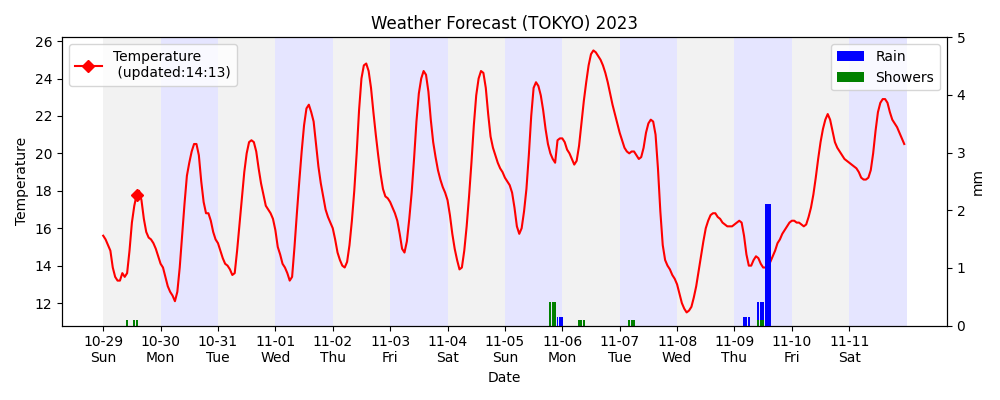 Weather Forecast (TOKYO) 2023
Temperature
(updated:14:13)
Rain
Showers
Temperature
26
24
22
20
18
16
14
12
5
4
3
2
1
0
mm
10-29 10-30 10-31 11-01 11-02 11-03 11-04 11-05 11-06 11-07 11-08 11-09 11-10 11-11
Sun Mon Tue Wed Thu Fri Sat Sun Mon Tue Wed Thu Fri Sat
Date